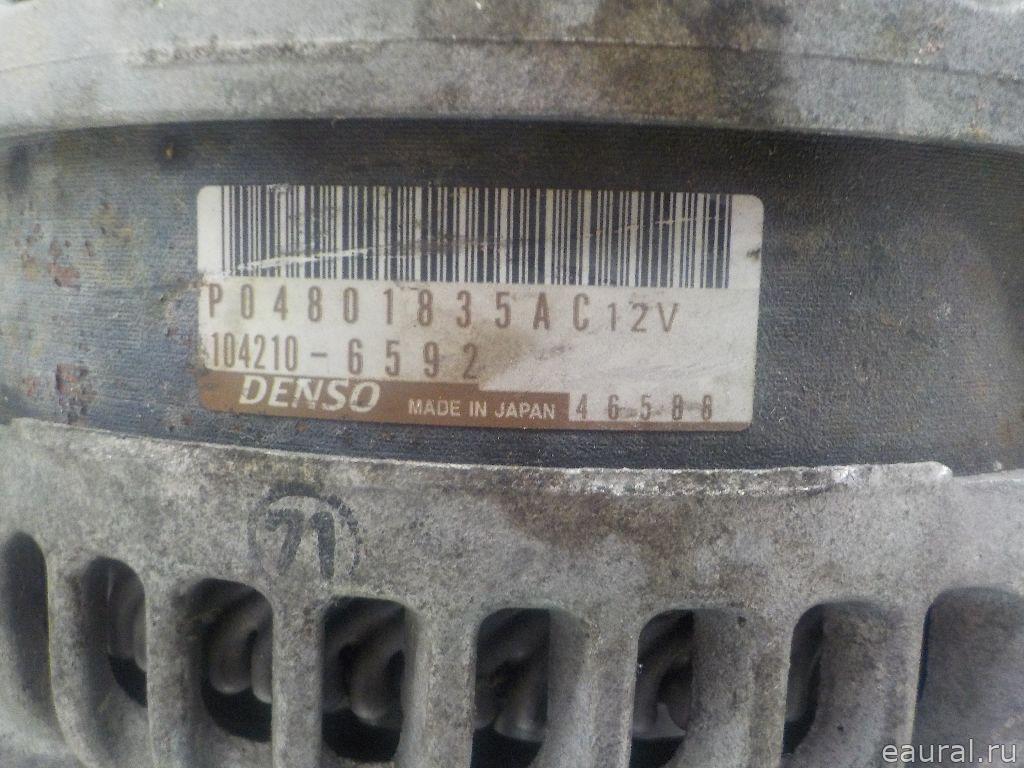 P04801835AC 12V
104210-6592
DENSO MADE IN JAPAN 46588
71
eaural.ru